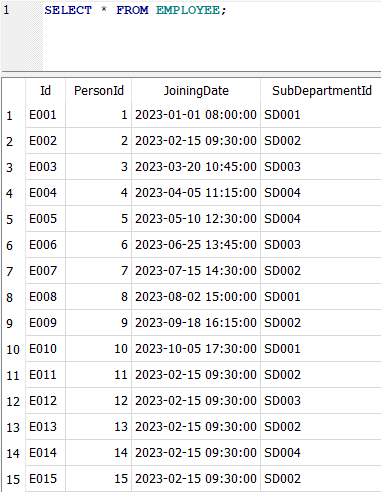 1 SELECT * FROM EMPLOYEE;
Id PersonId JoiningDate SubDepartmentId
1 E001 1 2023-01-01 08:00:00 SD001
2 E002 2 2023-02-15 09:30:00 SD002
3 E003 3 2023-03-20 10:45:00 SD003
4 E004 4 2023-04-05 11:15:00 SD004
5 E005 5 2023-05-10 12:30:00 SD004
6 E006 6 2023-06-25 13:45:00 SD003
7 E007 7 2023-07-15 14:30:00 SD002
8 E008 8 2023-08-02 15:00:00 SD001
9 E009 9 2023-09-18 16:15:00 SD002
10 E010 10 2023-10-05 17:30:00 SD001
11 E011 11 2023-02-15 09:30:00 SD002
12 E012 12 2023-02-15 09:30:00 SD003
13 E013 13 2023-02-15 09:30:00 SD002
14 E014 14 2023-02-15 09:30:00 SD004
15 E015 15 2023-02-15 09:30:00 SD002